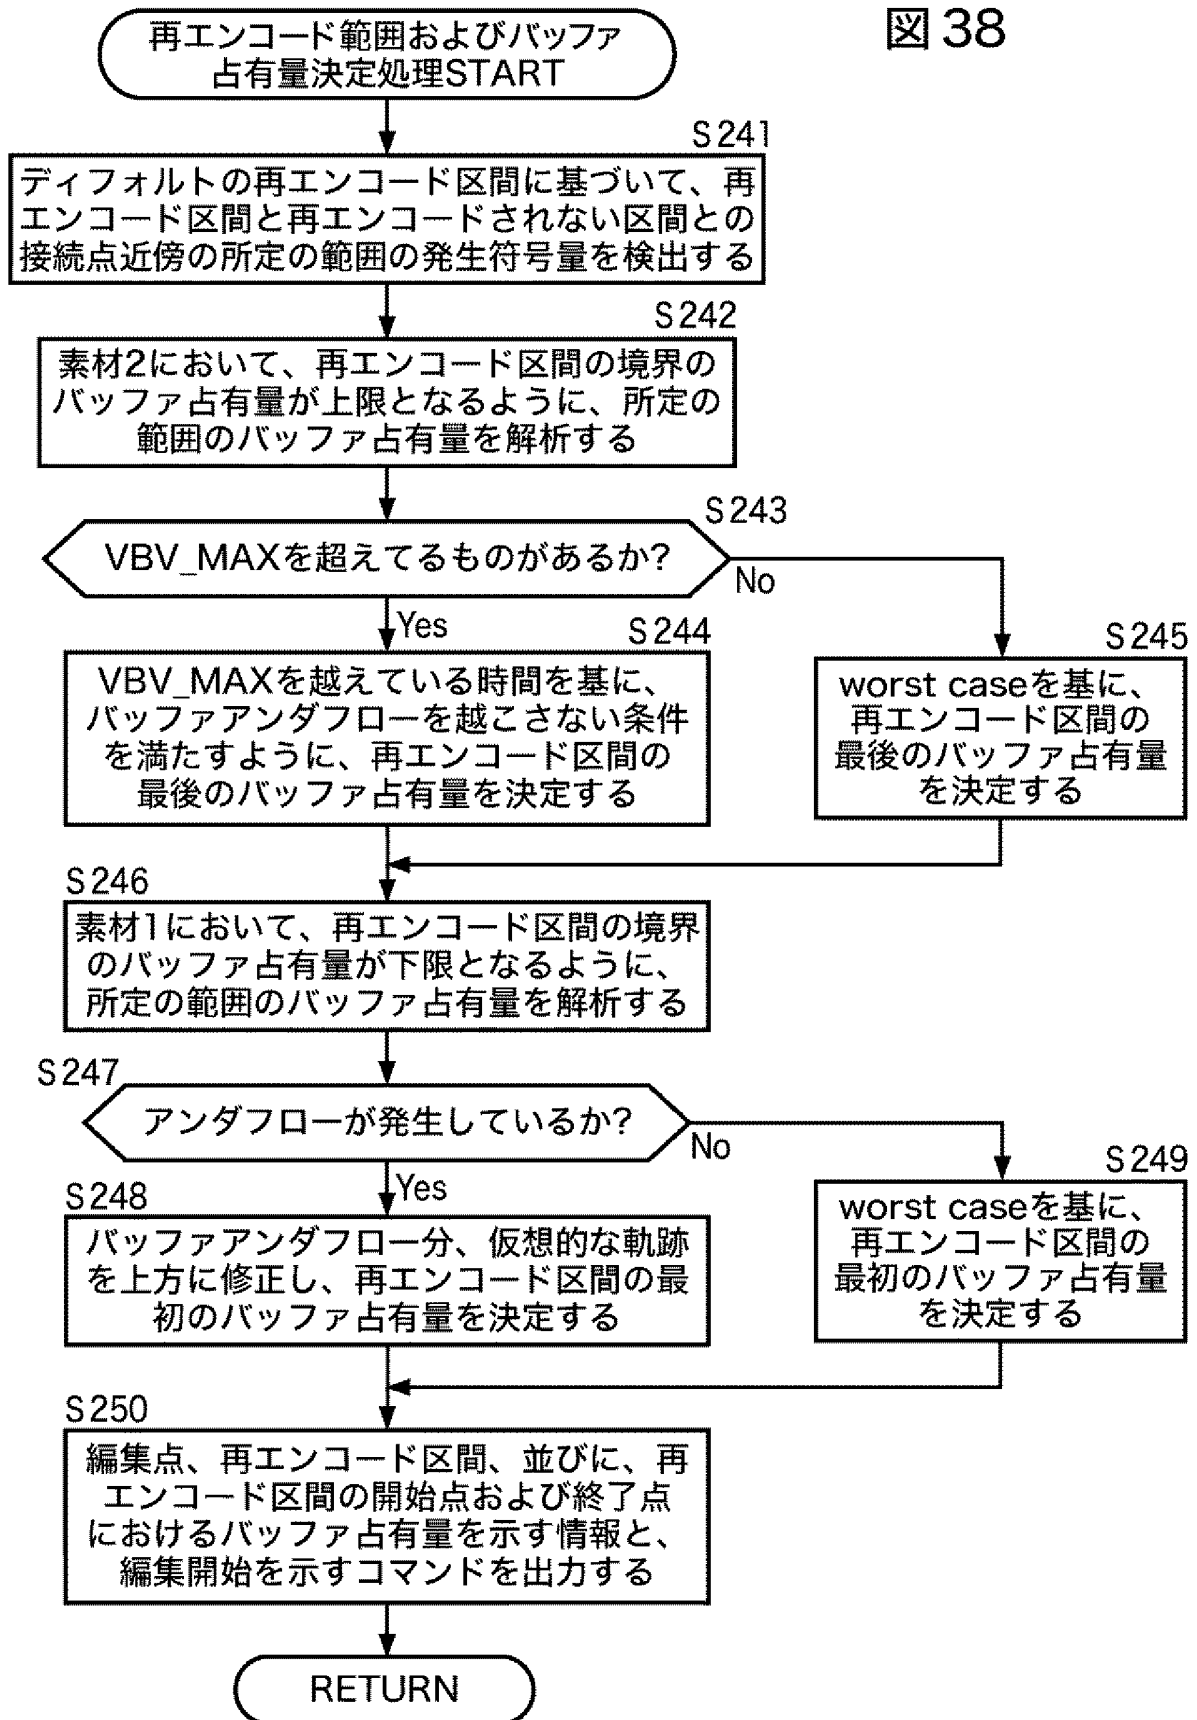 図38
再エンコード範囲およびバッファ
占有量決定処理START
S241
ディフォルトの再エンコード区間に基づいて、再
エンコード区間と再エンコードされない区間との
接続点近傍の所定の範囲の発生符号量を検出する
S242
素材2において、再エンコード区間の境界の
バッファ占有量が上限となるように、所定の
範囲のバッファ占有量を解析する
S243
VBV_MAXを超えてるものがあるか?
No
Yes
S244
VBV_MAXを越えている時間を基に、
バッファアンダフローを越こさない条件
を満たすように、再エンコード区間の
最後のバッファ占有量を決定する
S245
worst caseを基に、
再エンコード区間の
最後のバッファ占有量
を決定する
S246
素材1において、再エンコード区間の境界
のバッファ占有量が下限となるように、
所定の範囲のバッファ占有量を解析する
S247
アンダフローが発生しているか?
No
Yes
S248
バッファアンダフロー分、仮想的な軌跡
を上方に修正し、再エンコード区間の最
初のバッファ占有量を決定する
S249
worst caseを基に、
再エンコード区間の
最初のバッファ占有量
を決定する
S250
編集点、再エンコード区間、並びに、再
エンコード区間の開始点および終了点
におけるバッファ占有量を示す情報と、
編集開始を示すコマンドを出力する
RETURN